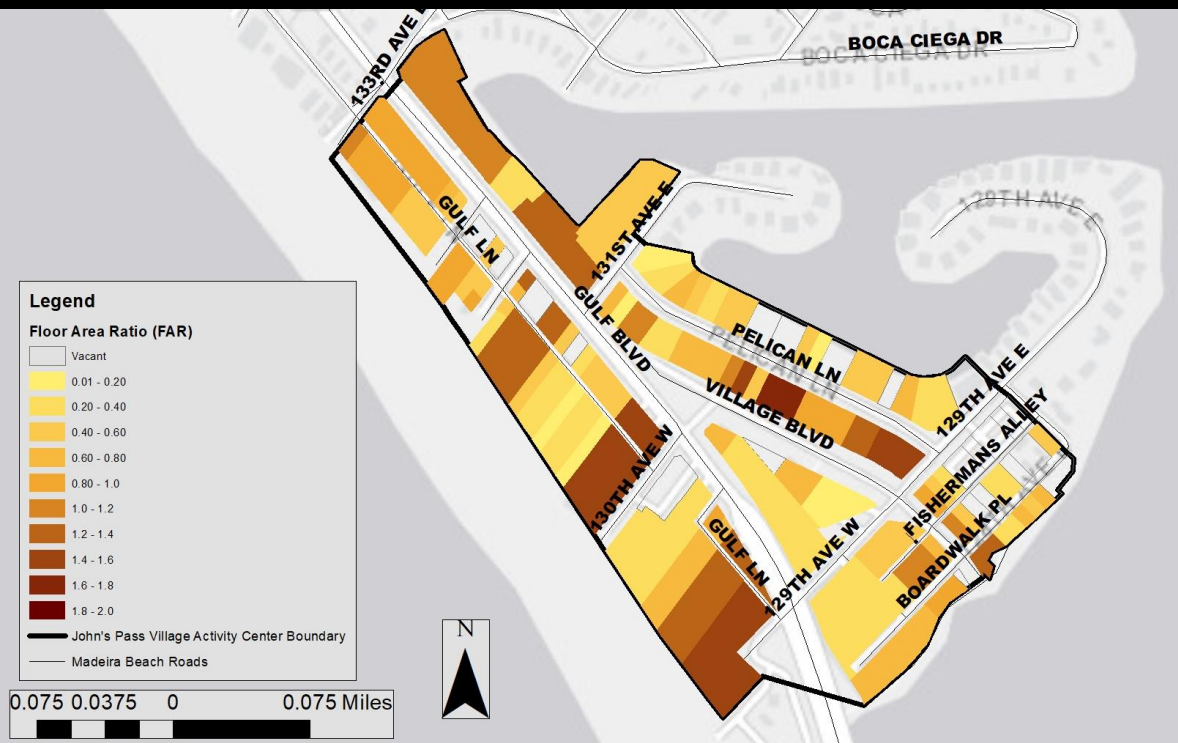 133RD AVE E
BOCA CIEGA DR
BOCA CIEGA DR
129TH AVE E
GULF LN
131ST AVE E
GULF BLVD
PELICAN LN
PELICAN LN
VILLAGE BLVD
129TH AVE E
FISHERMANS ALLEY
130TH AVE W
GULF LN
129TH AVE W
BOARDWALK PL
Legend
Floor Area Ratio (FAR)
Vacant
0.01 - 0.20
0.20 - 0.40
0.40 - 0.60
0.60 - 0.80
0.80 - 1.0
1.0 - 1.2
1.2 - 1.4
1.4 - 1.6
1.6 - 1.8
1.8 - 2.0
John's Pass Village Activity Center Boundary
Madeira Beach Roads
N
0.075 0.0375 0 0.075 Miles